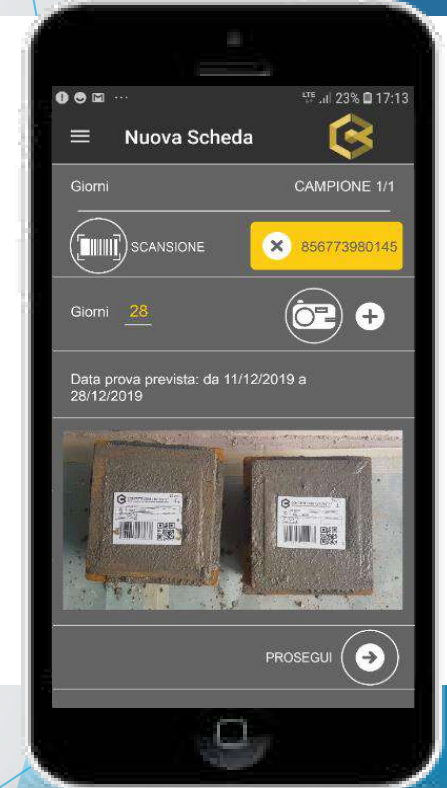 LTE 23% 17:13
Nuova Scheda
Giorni CAMPIONE 1/1
SCANSIONE 856773980145
Giorni 28
Data prova prevista: da 11/12/2019 a
28/12/2019
PROSEGUI